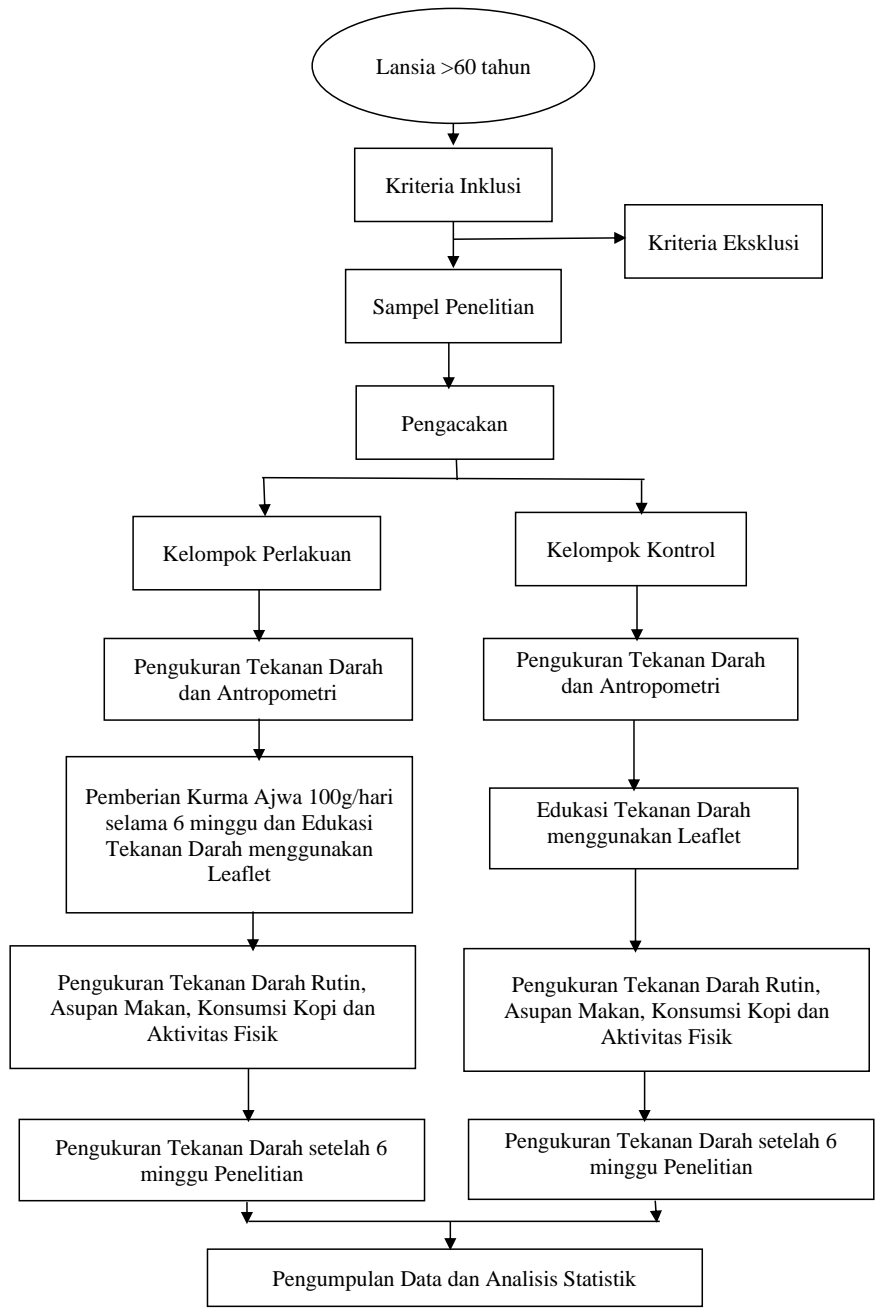 Lansia >60 tahun
Kriteria Inklusi
Kriteria Eksklusi
Sampel Penelitian
Pengacakan
Kelompok Perlakuan
Kelompok Kontrol
Pengukuran Tekanan Darah
dan Antropometri
Pengukuran Tekanan Darah
dan Antropometri
Pemberian Kurma Ajwa 100g/hari
selama 6 minggu dan Edukasi
Tekanan Darah menggunakan
Leaflet
Edukasi Tekanan Darah
menggunakan Leaflet
Pengukuran Tekanan Darah Rutin,
Asupan Makan, Konsumsi Kopi dan
Aktivitas Fisik
Pengukuran Tekanan Darah Rutin,
Asupan Makan, Konsumsi Kopi dan
Aktivitas Fisik
Pengukuran Tekanan Darah setelah 6
minggu Penelitian
Pengukuran Tekanan Darah setelah 6
minggu Penelitian
Pengumpulan Data dan Analisis Statistik